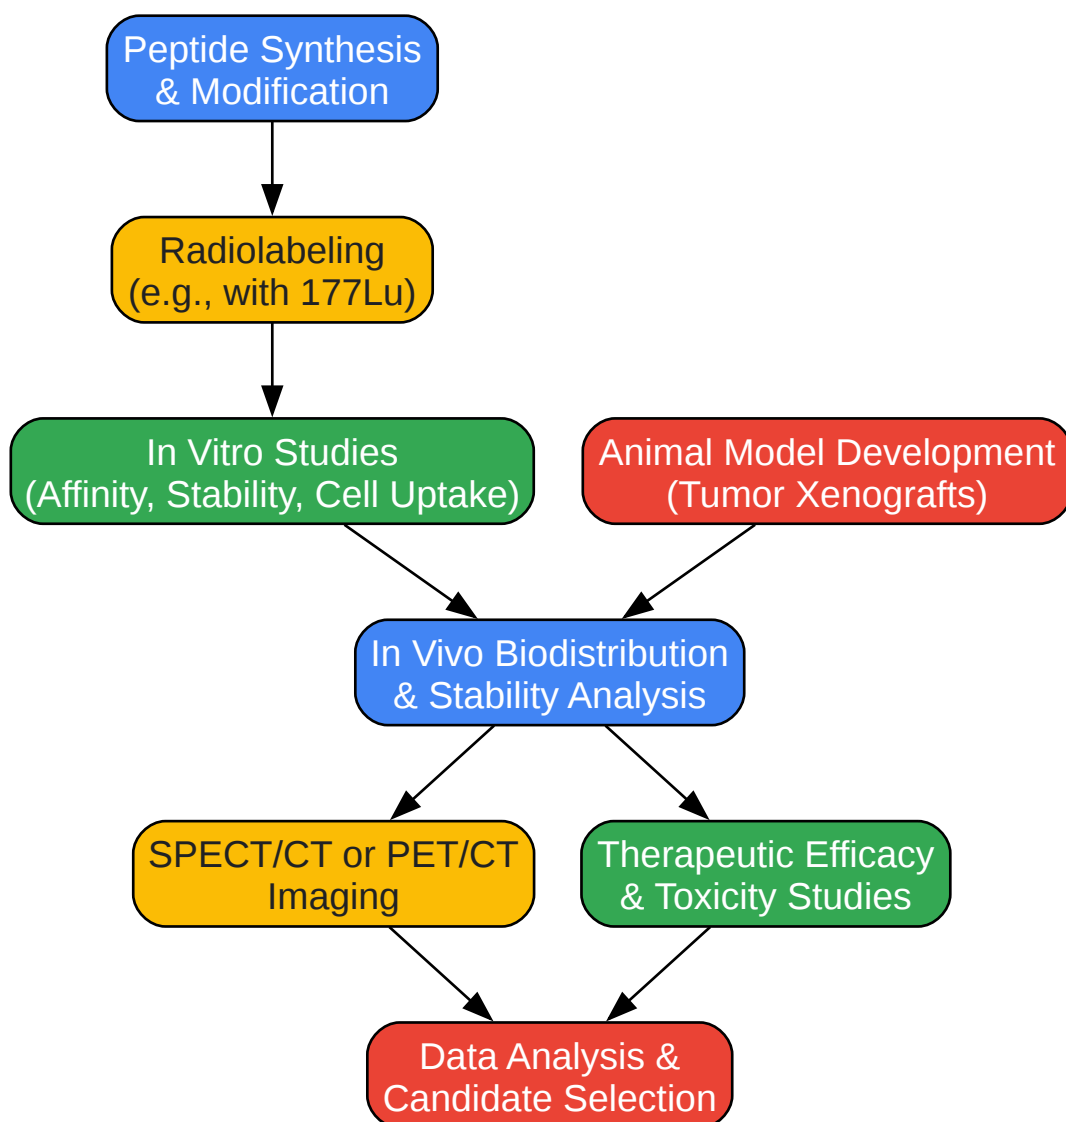 Peptide Synthesis
& Modification
Radiolabeling
(e.g., with 177Lu)
In Vitro Studies
(Affinity, Stability, Cell Uptake)
Animal Model Development
(Tumor Xenografts)
In Vivo Biodistribution
& Stability Analysis
SPECT/CT or PET/CT
Imaging
Therapeutic Efficacy
& Toxicity Studies
Data Analysis &
Candidate Selection